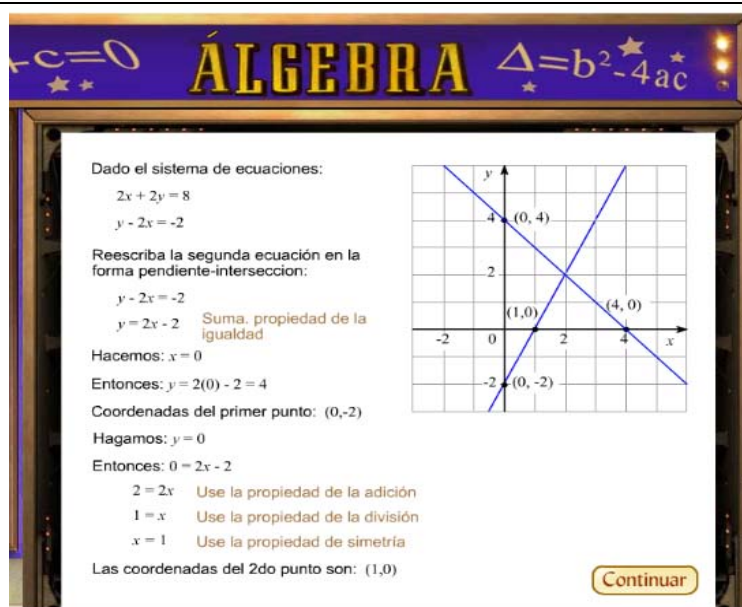 +c=0 ÁLGEBRA Δ=b²-4ac
Dado el sistema de ecuaciones:
2x + 2y = 8
y - 2x = -2
Reescriba la segunda ecuación en la
forma pendiente-interseccion:
y - 2x = -2
y = 2x - 2 Suma. propiedad de la
igualdad
Hacemos: x = 0
Entonces: y = 2(0) - 2 = 4
Coordenadas del primer punto: (0,-2)
Hagamos: y = 0
Entonces: 0 = 2x - 2
2 = 2x Use la propiedad de la adición
1 = x Use la propiedad de la división
x = 1 Use la propiedad de simetría
Las coordenadas del 2do punto son: (1,0)
y
4 (0, 4)
2
(1,0) (4, 0)
-2 0 2 4 x
-2 (0, -2)
Continuar